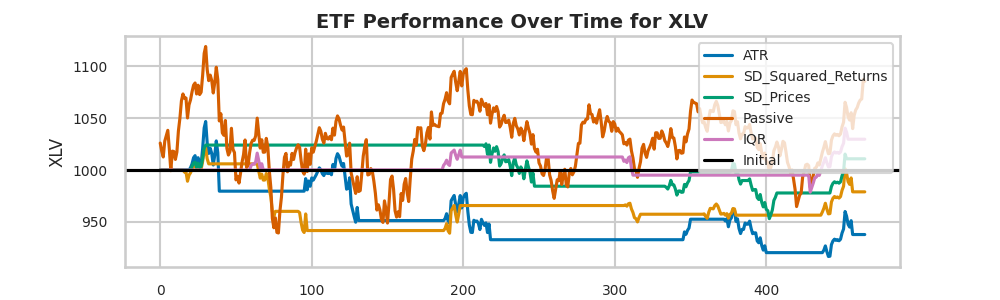 ETF Performance Over Time for XLV
XLV
1100
1050
1000
950
0
100
200
300
400
ATR
SD_Squared_Returns
SD_Prices
Passive
IQR
Initial